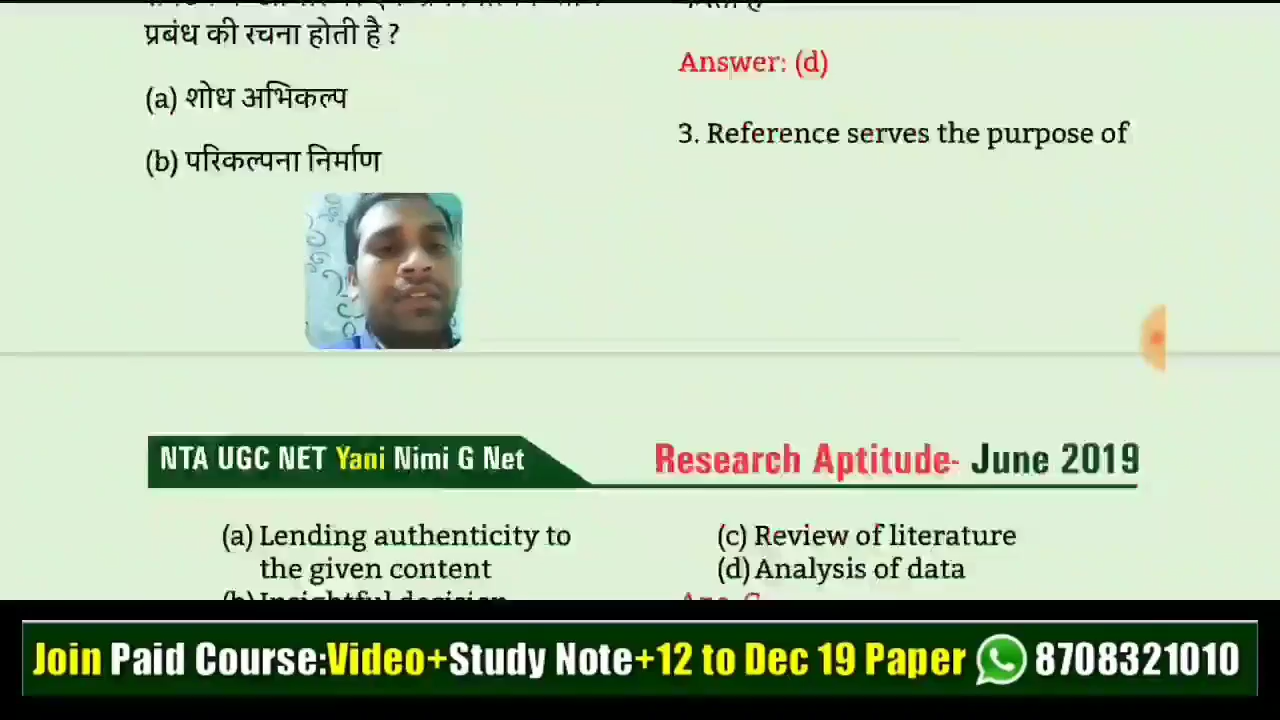 प्रबंध की रचना होती है ?
(a) शोध अभिकल्प
(b) परिकल्पना निर्माण
Answer: (d)
3. Reference serves the purpose of
NTA UGC NET Yani Nimi G Net
Research Aptitude- June 2019
(a) Lending authenticity to
the given content
(b) Insightful decision
(c) Review of literature
(d) Analysis of data
Join Paid Course:Video+Study Note+12 to Dec 19 Paper 8708321010